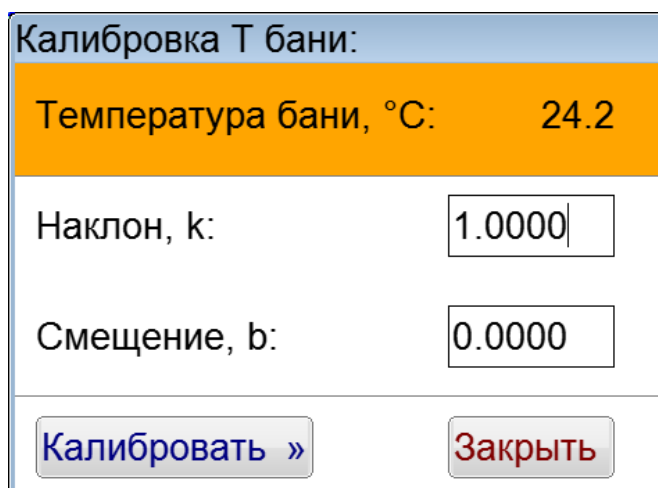 Калибровка Т бани:
Температура бани, °С: 24.2
Наклон, k: 1.0000
Смещение, b: 0.0000
Калибровать » Закрыть